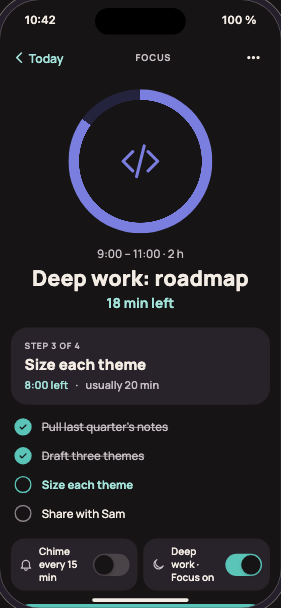 10:42
100 %
Today
FOCUS
</>
9:00 – 11:00 · 2 h
Deep work: roadmap
18 min left
STEP 3 OF 4
Size each theme
8:00 left · usually 20 min
Pull last quarter's notes
Draft three themes
Size each theme
Share with Sam
Chime
every 15
min
Deep
work ·
Focus on